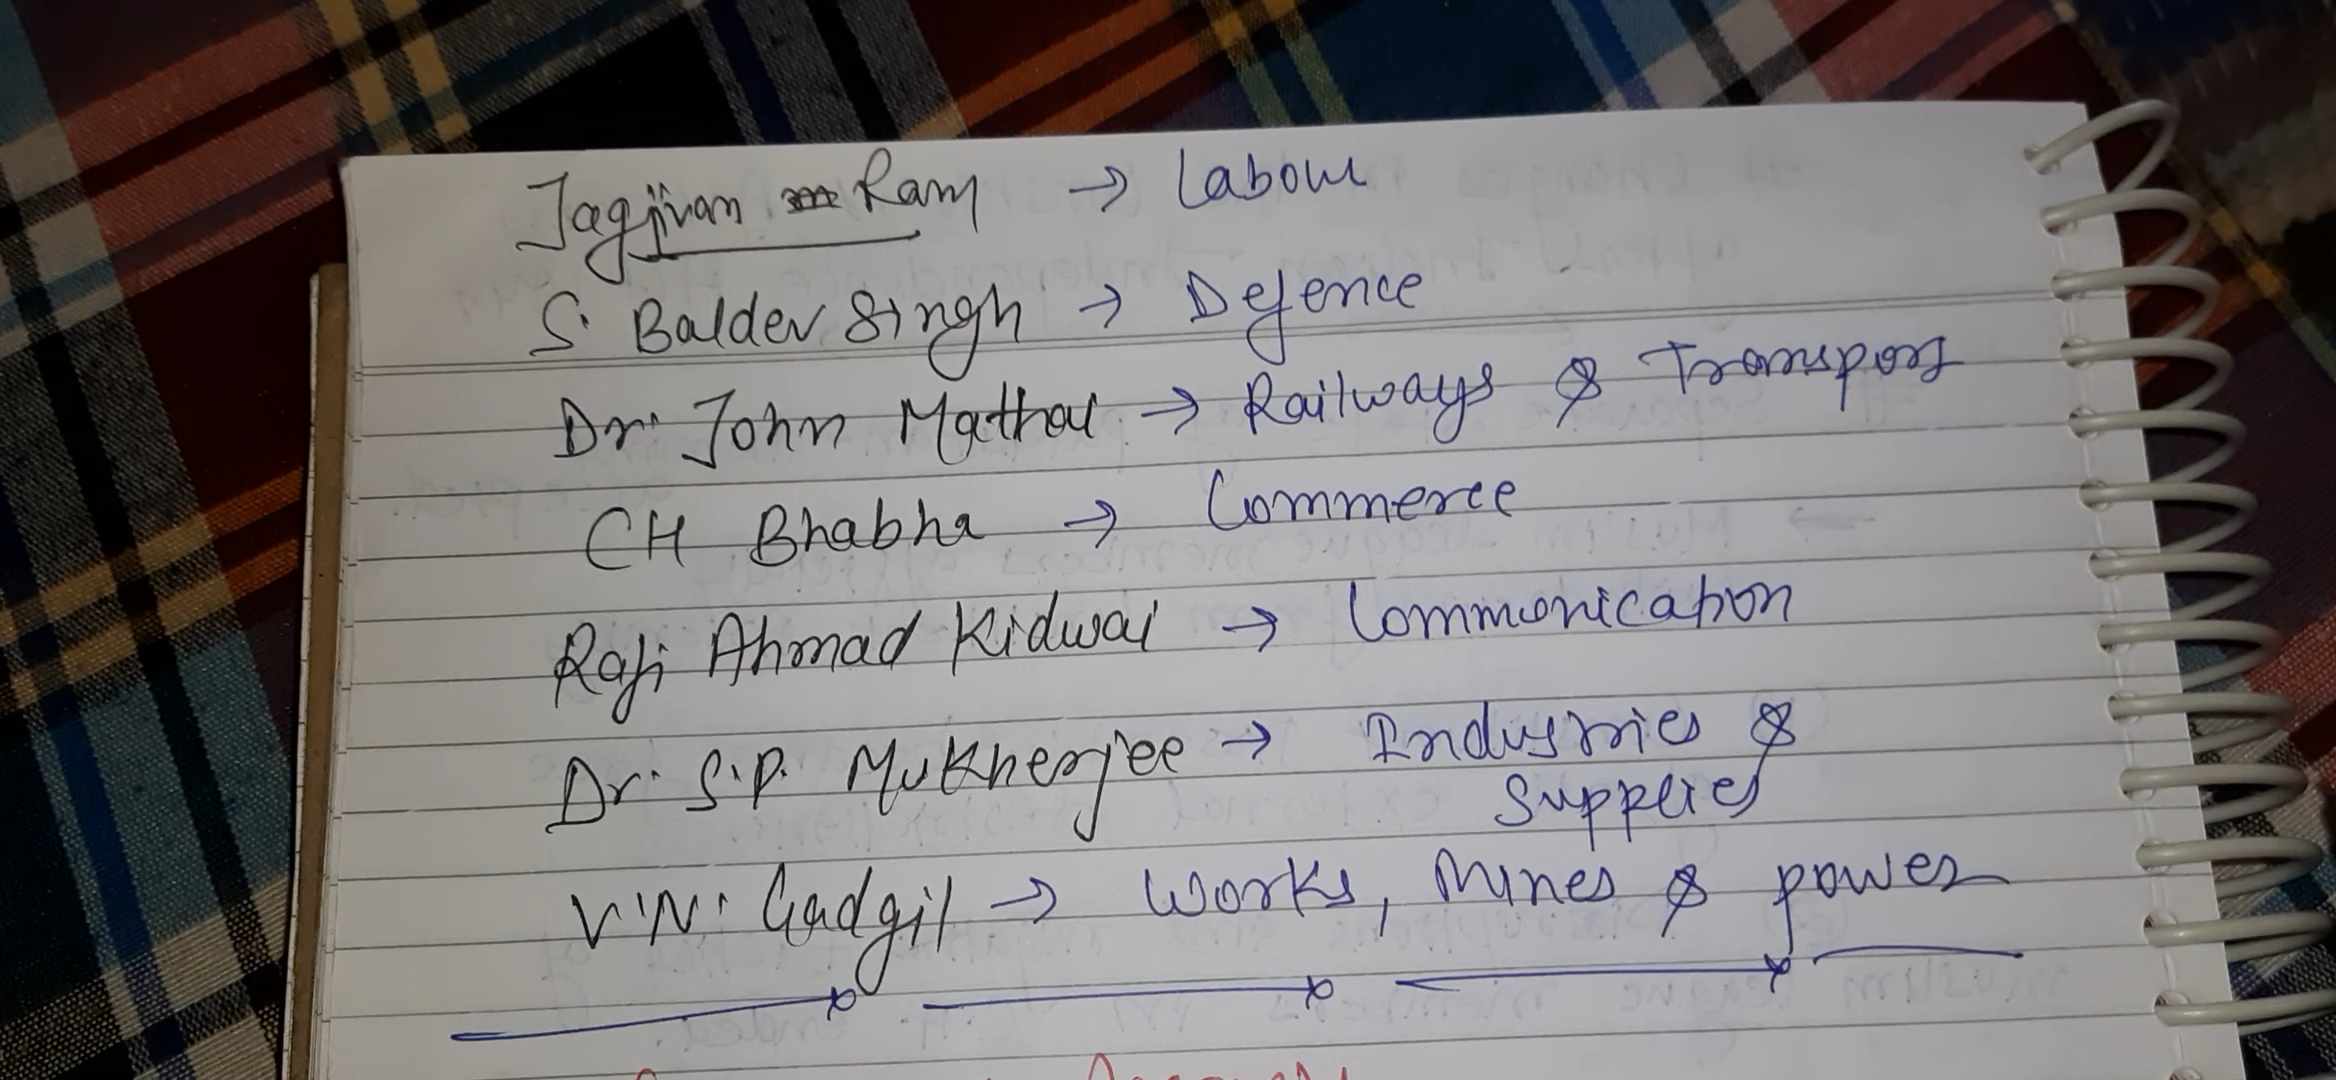 Jagjivan Ram → Labour
S. Baldev Singh → Defence
Dr. John Mathai → Railways & Transport
CH Bhabha → Commerce
Rafi Ahmad Kidwai → Commonication
Dr. S.P. Mukherjee → Industries &
Supplies
V.N. Gadgil → Works, Mines & power